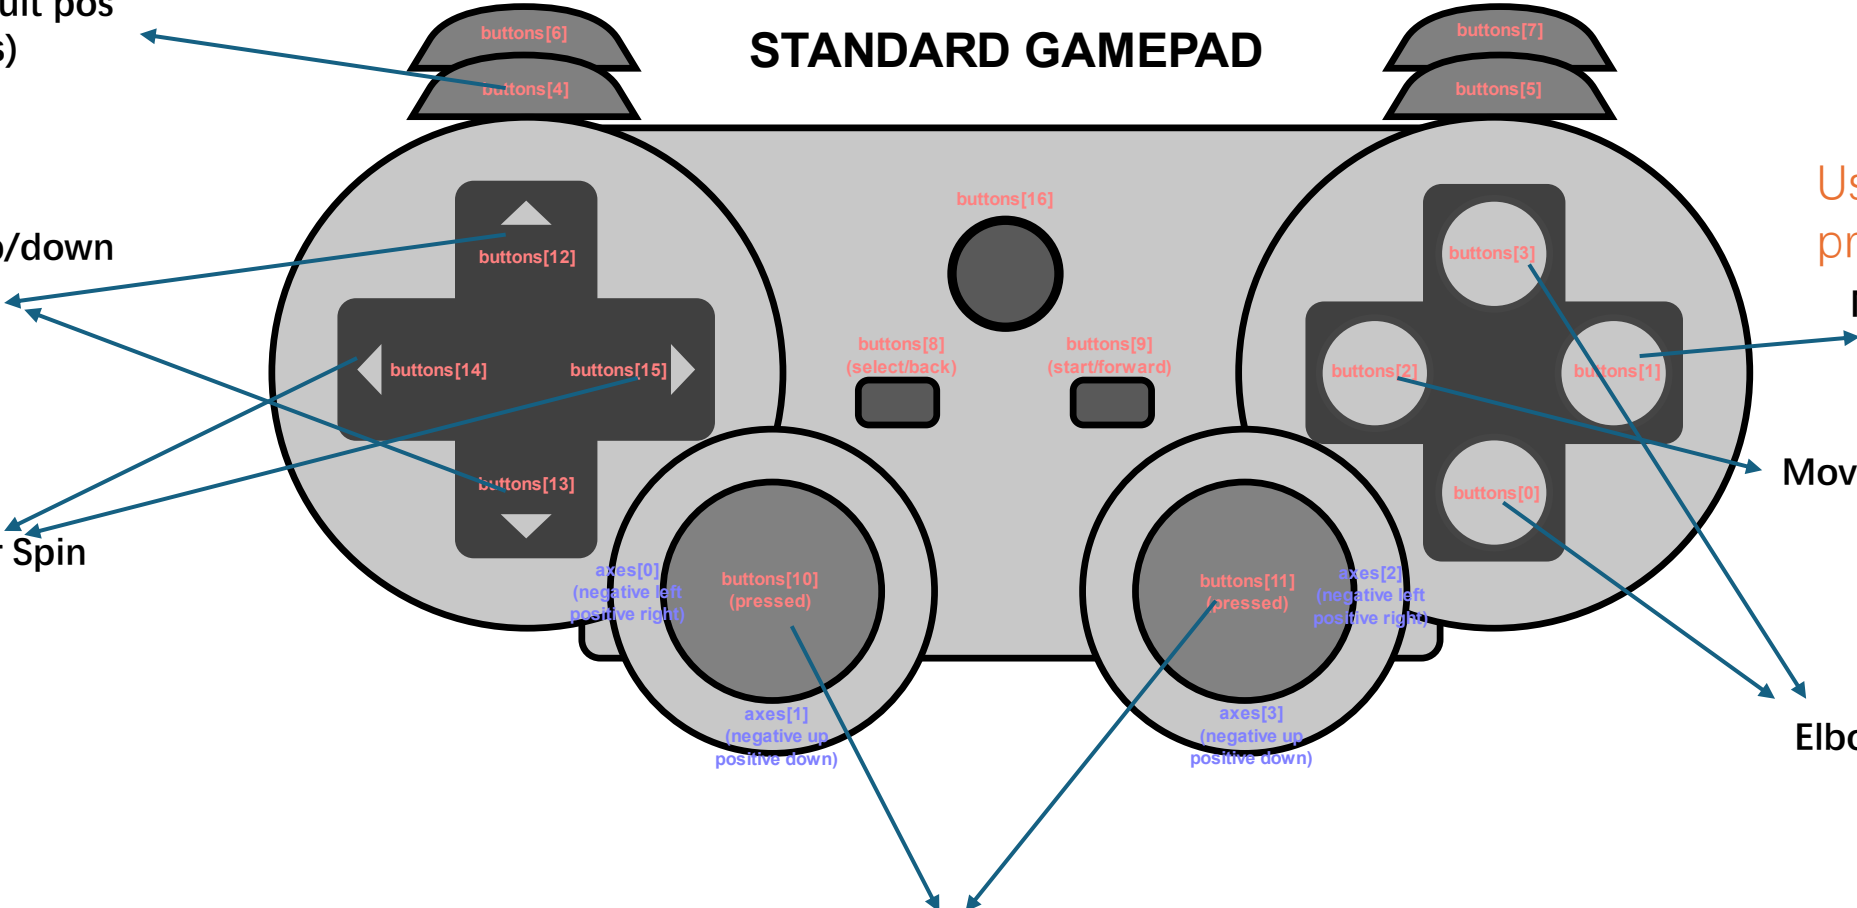 pos
STANDARD GAMEPAD
buttons[6]
buttons[7]
buttons[4]
buttons[5]
buttons[16]
/down
buttons[12]
buttons[3]
buttons[8]
(select/back)
buttons[9]
(start/forward)
buttons[14]
buttons[15]
buttons[2]
buttons[1]
buttons[13]
buttons[0]
Spin
axes[0]
(negative left
positive right)
buttons[10]
(pressed)
buttons[11]
(pressed)
axes[2]
(negative left
positive right)
axes[1]
(negative up
positive down)
axes[3]
(negative up
positive down)